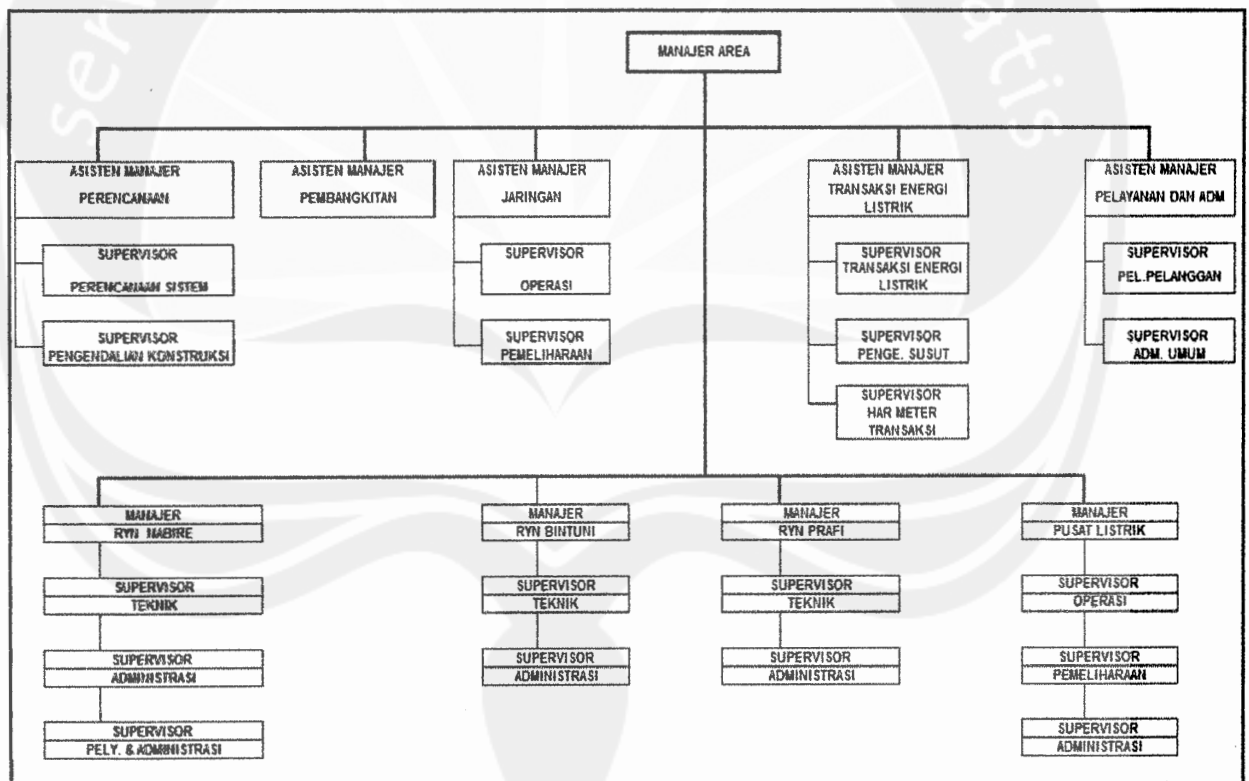 MANAJER AREA
ASISTEN MANAJER
PERENCANAAN
SUPERVISOR
PERENCANAAN SISTEM
SUPERVISOR
PENGENDALIAN KONSTRUKSI
ASISTEN MANAJER
PEMBANGKITAN
ASISTEN MANAJER
JARINGAN
SUPERVISOR
OPERASI
SUPERVISOR
PEMELIHARAAN
ASISTEN MANAJER
TRANSAKSI ENERGI
LISTRIK
SUPERVISOR
TRANSAKSI ENERGI
LISTRIK
SUPERVISOR
PENGE. SUSUT
SUPERVISOR
HAR METER
TRANSAKSI
ASISTEN MANAJER
PELAYANAN DAN ADM
SUPERVISOR
PEL.PELANGGAN
SUPERVISOR
ADM. UMUM
MANAJER
RYN NABIRE
SUPERVISOR
TEKNIK
SUPERVISOR
ADMINISTRASI
SUPERVISOR
PELY. & ADMINISTRASI
MANAJER
RYN BINTUNI
SUPERVISOR
TEKNIK
SUPERVISOR
ADMINISTRASI
MANAJER
RYN PRAFI
SUPERVISOR
TEKNIK
SUPERVISOR
ADMINISTRASI
MANAJER
PUSAT LISTRIK
SUPERVISOR
OPERASI
SUPERVISOR
PEMELIHARAAN
SUPERVISOR
ADMINISTRASI